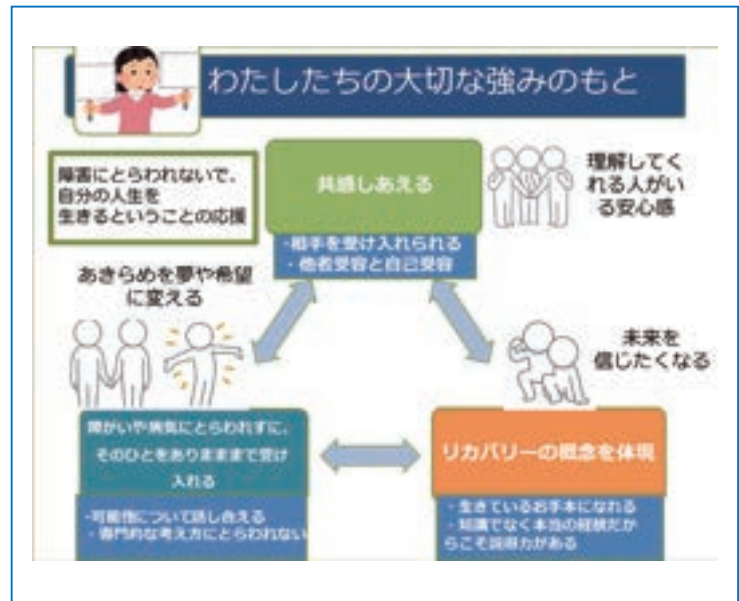 わたしたちの大切な強みのもと
障害にとらわれないで、
自分の人生を
生きるということの応援
共感しあえる
・相手を受け入れられる
・他者受容と自己受容
理解してく
れる人がい
る安心感
あきらめを夢や希望
に変える
未来を
信じたくなる
障がいや病気にとらわれずに、
そのひとをありまままで受け
入れる
・可能性について話し合える
・専門的な考え方にとらわれない
リカバリーの概念を体現
・生きているお手本になれる
・知識でなく本当の経験だか
らこそ説得力がある